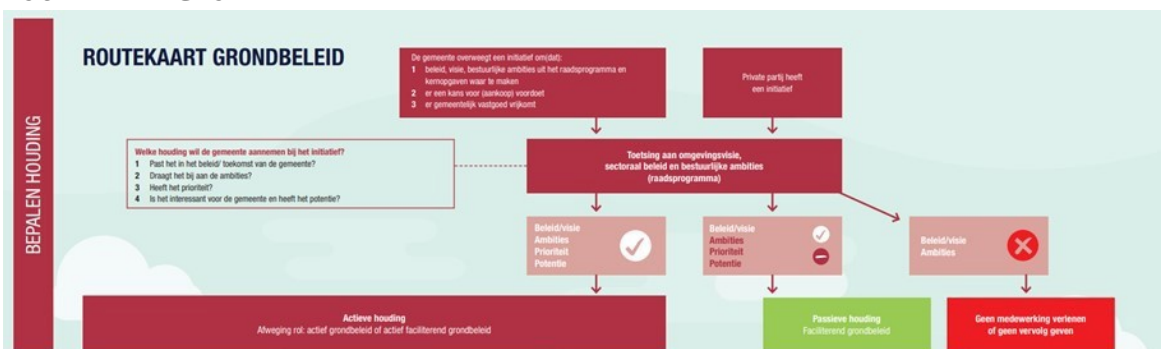 BEPALEN HOUDING
ROUTEKAART GRONDBELEID
De gemeente overweegt een initiatief om(dat):
1 beleid, visie, bestuurlijke ambities uit het raadsprogramma en
kernopgaven waar te maken
2 er een kans voor (aankoop) voordoet
3 er gemeentelijk vastgoed vrijkomt
Private partij heeft
een initiatief
Welke houding wil de gemeente aannemen bij het initiatief?
1 Past het in het beleid/ toekomst van de gemeente?
2 Draagt het bij aan de ambities?
3 Heeft het prioriteit?
4 Is het interessant voor de gemeente en heeft het potentie?
Toetsing aan omgevingsvisie,
sectoraal beleid en bestuurlijke ambities
(raadsprogramma)
Beleid/visie
Ambities
Prioriteit
Potentie
Beleid/visie
Ambities
Prioriteit
Potentie
Beleid/visie
Ambities
Actieve houding
Afweging rol: actief grondbeleid of actief faciliterend grondbeleid
Passieve houding
Faciliterend grondbeleid
Geen medewerking verlenen
of geen vervolg geven